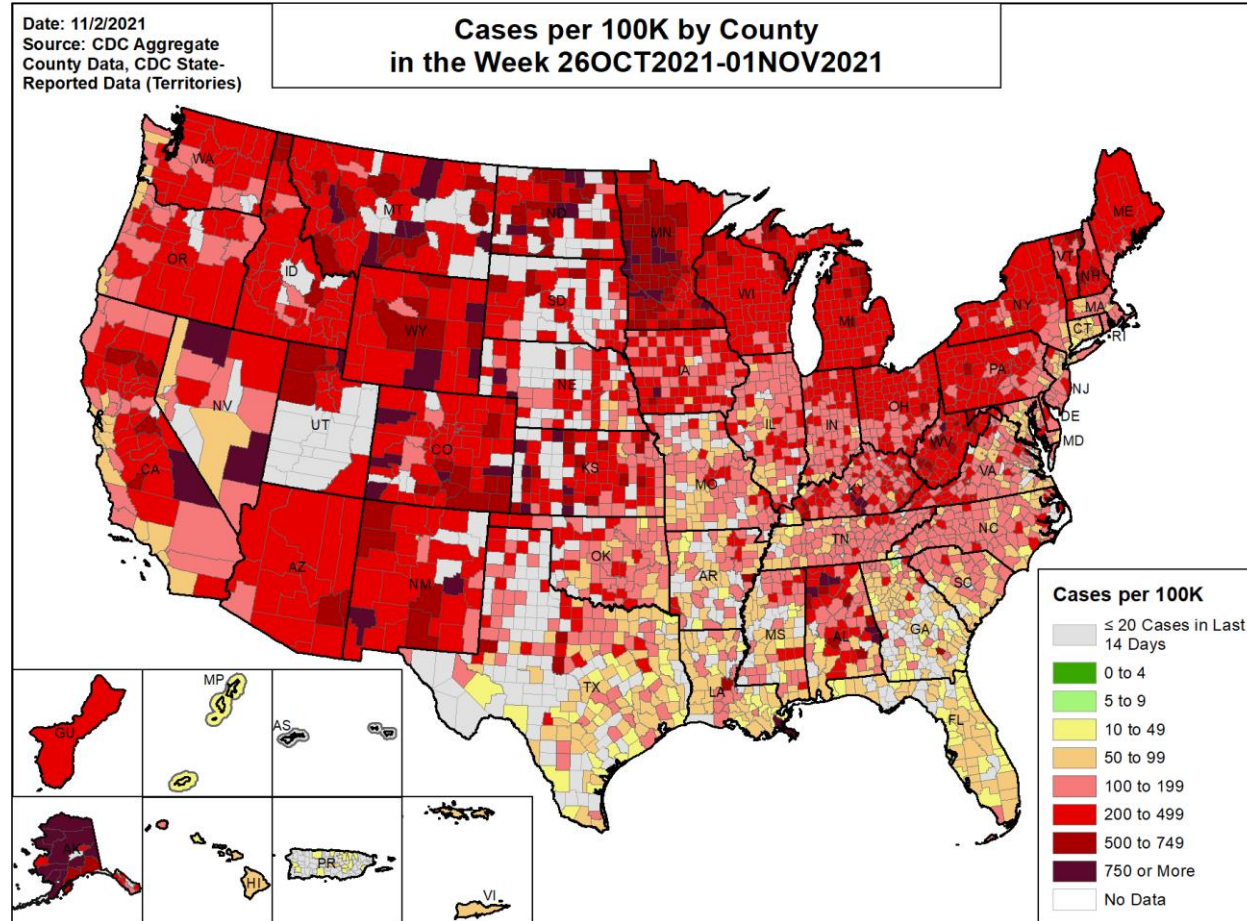 Date: 11/2/2021
Source: CDC Aggregate
County Data, CDC State-
Reported Data (Territories)
Cases per 100K by County
in the Week 26OCT2021-01NOV2021
WA
MT
ND
MN
ME
OR
ID
SD
WI
MI
VT
NH
NY
MA
CT
RI
WY
IA
PA
NE
NV
UT
IL
IN
OH
NJ
DE
MD
CO
WV
CA
KS
MO
KY
VA
NC
TN
AZ
OK
NM
AR
SC
MS
AL
GA
TX
LA
FL
GU
MP
AS
AK
HI
PR
VI
Cases per 100K
≤ 20 Cases in Last
14 Days
0 to 4
5 to 9
10 to 49
50 to 99
100 to 199
200 to 499
500 to 749
750 or More
No Data